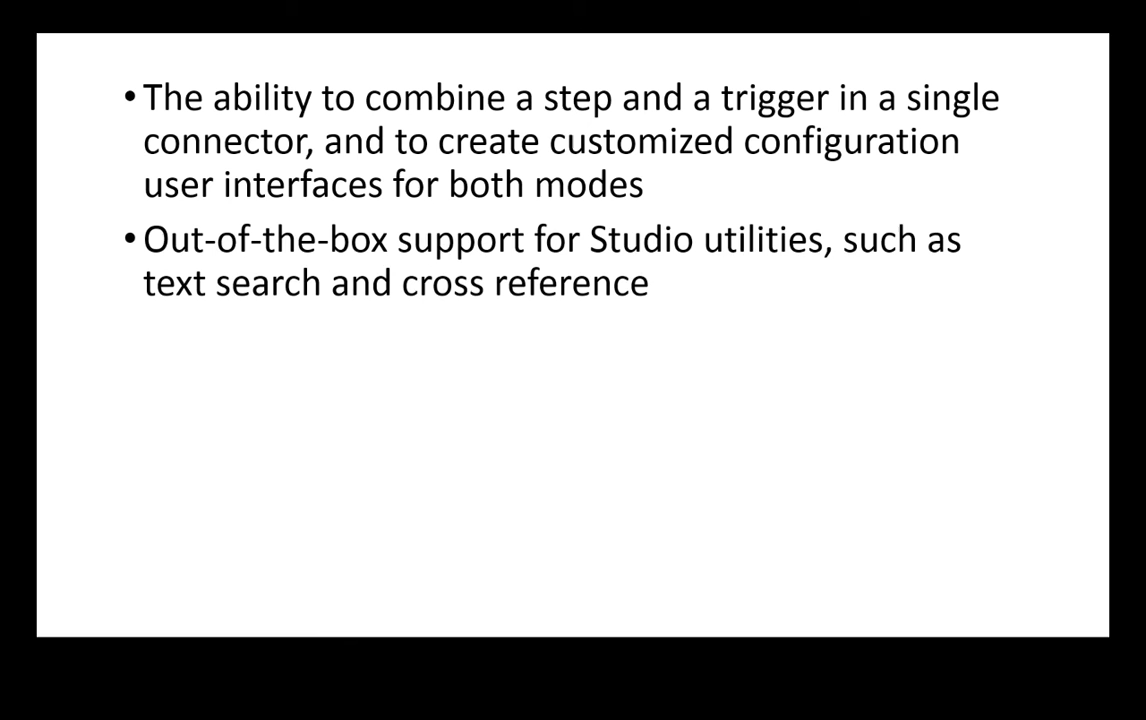 • The ability to combine a step and a trigger in a single
connector, and to create customized configuration
user interfaces for both modes
• Out-of-the-box support for Studio utilities, such as
text search and cross reference